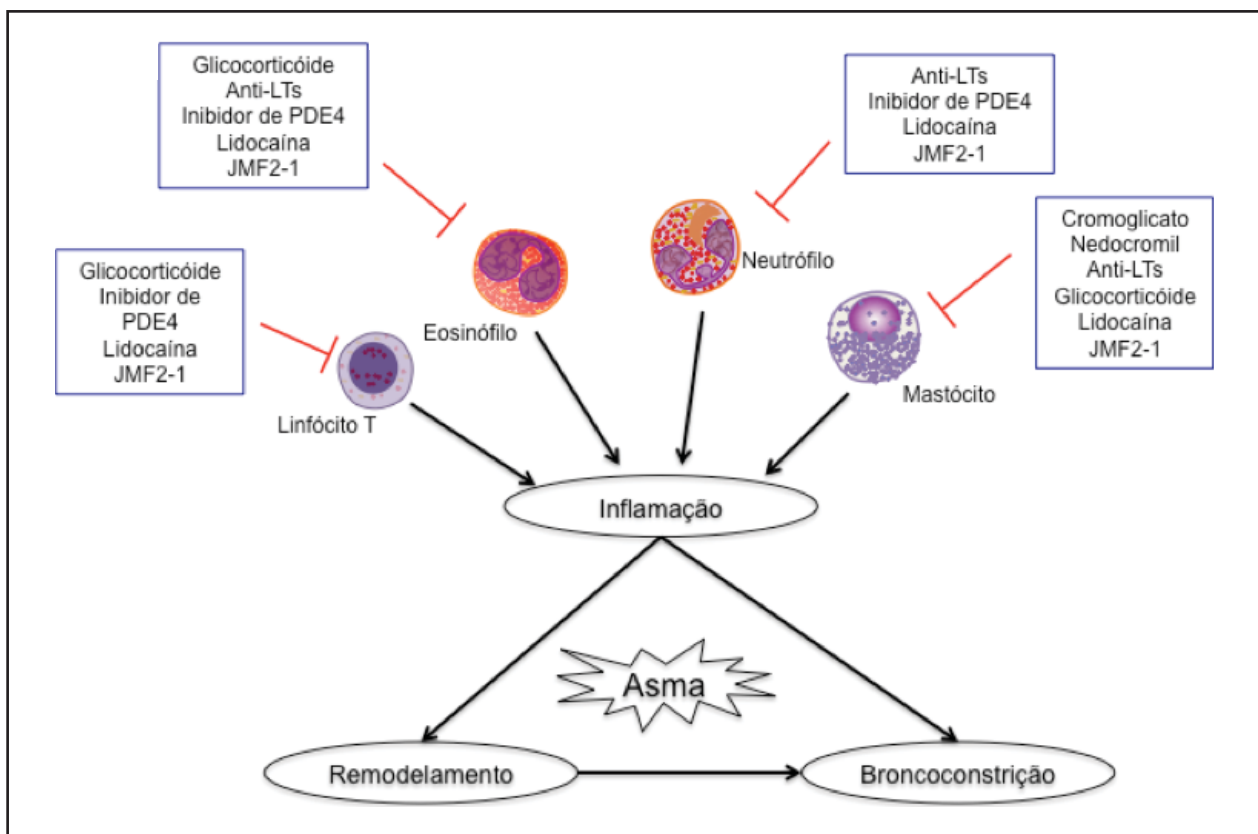 Glicocorticóide
Anti-LTs
Inibidor de PDE4
Lidocaína
JMF2-1
Anti-LTs
Inibidor de PDE4
Lidocaína
JMF2-1
Glicocorticóide
Inibidor de
PDE4
Lidocaína
JMF2-1
Cromoglicato
Nedocromil
Anti-LTs
Glicocorticóide
Lidocaína
JMF2-1
Linfócito T
Eosinófilo
Neutrófilo
Mastócito
Inflamação
Asma
Remodelamento
Broncoconstrição